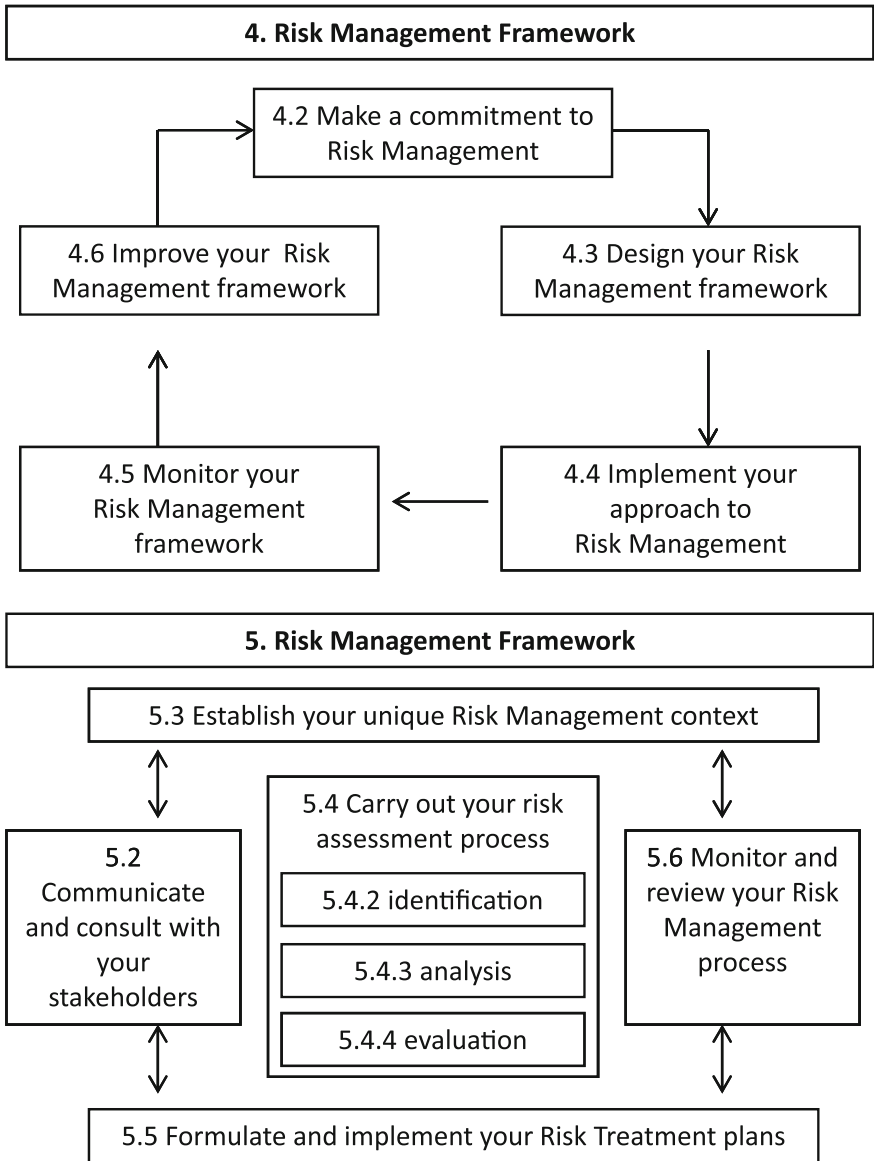 4. Risk Management Framework
4.2 Make a commitment to
Risk Management
4.6 Improve your  Risk
Management framework
4.3 Design your Risk
Management framework
4.5 Monitor your
Risk Management
framework
4.4 Implement your
approach to
Risk Management
5. Risk Management Framework
5.3 Establish your unique Risk Management context
5.2
Communicate
and consult with
your
stakeholders
5.4 Carry out your risk
assessment process
5.4.2 identification
5.4.3 analysis
5.4.4 evaluation
5.6 Monitor and
review your Risk
Management
process
5.5 Formulate and implement your Risk Treatment plans